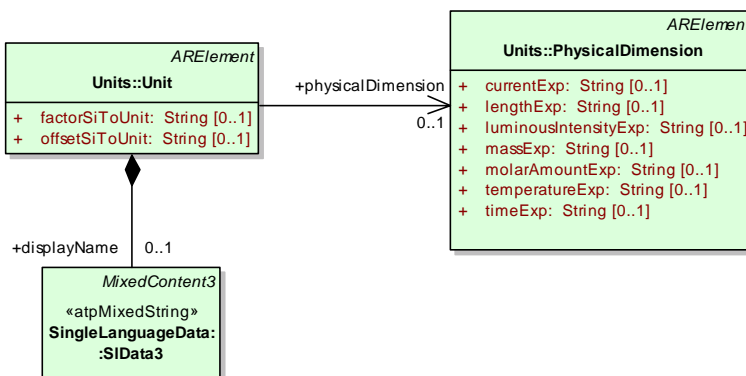 ARElement
Units::Unit
+ factorSiToUnit: String [0..1]
+ offsetSiToUnit: String [0..1]
+physicalDimension
0..1
ARElemen
Units::PhysicalDimension
+ currentExp: String [0..1]
+ lengthExp: String [0..1]
+ luminousIntensityExp: String [0..1]
+ massExp: String [0..1]
+ molarAmountExp: String [0..1]
+ temperatureExp: String [0..1]
+ timeExp: String [0..1]
+displayName 0..1
MixedContent3
«atpMixedString»
SingleLanguageData:
:SlData3